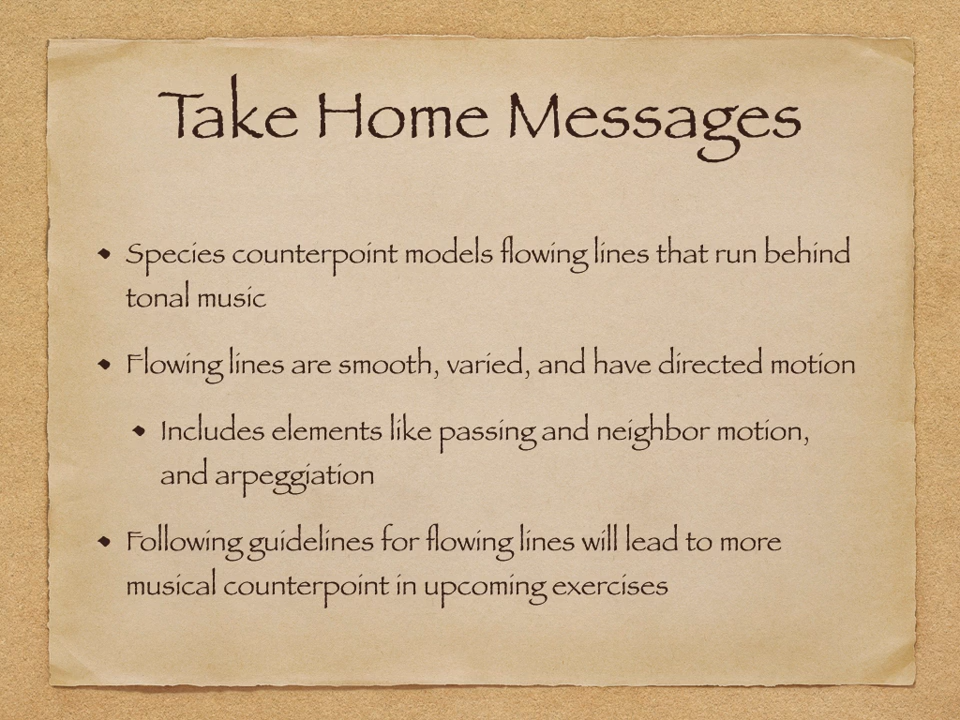 Take Home Messages
• Species counterpoint models flowing lines that run behind
tonal music
• Flowing lines are smooth, varied, and have directed motion
• Includes elements like passing and neighbor motion,
and arpeggiation
• Following guidelines for flowing lines will lead to more
musical counterpoint in upcoming exercises